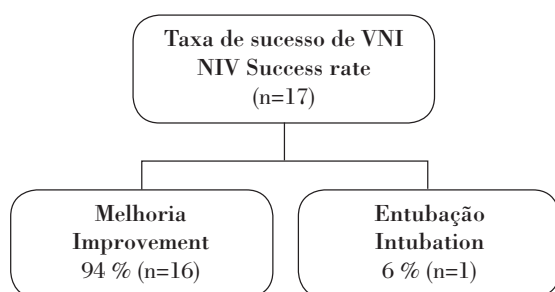 Taxa de sucesso de VNI
NIV Success rate
(n=17)
Melhoria
Improvement
94 % (n=16)
Entubação
Intubation
6 % (n=1)